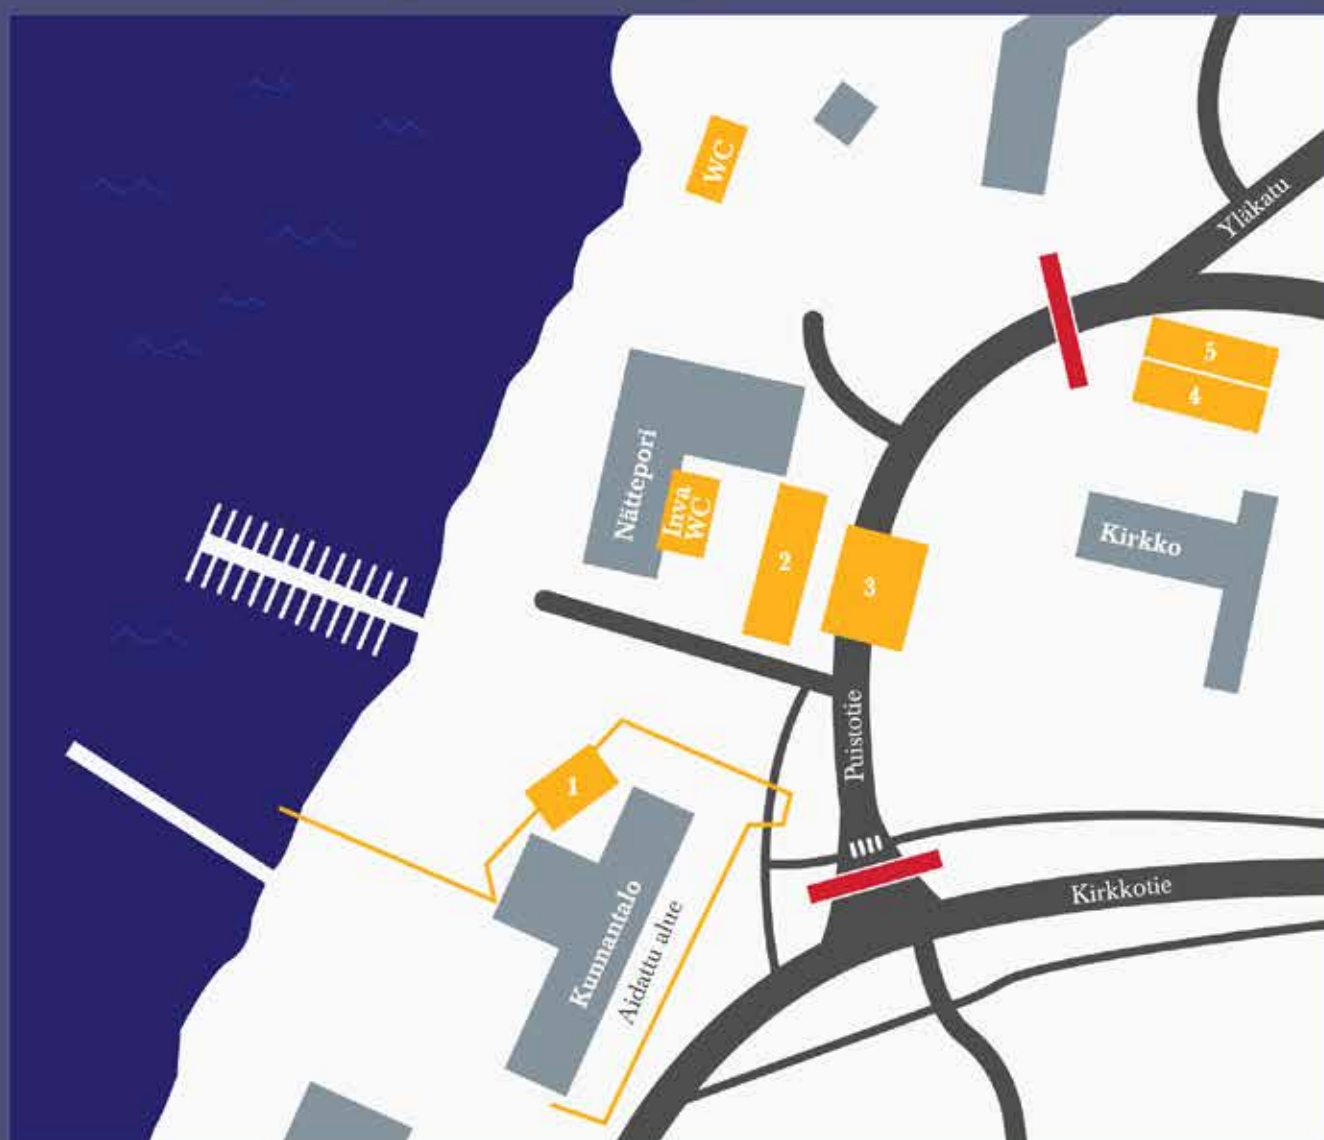 WC
Yläkatu
5
4
Nättepori
Inva
WC
2
3
Kirkko
Puistotie
1
Kunnantalo
Aidattu alue
Kirkkotie